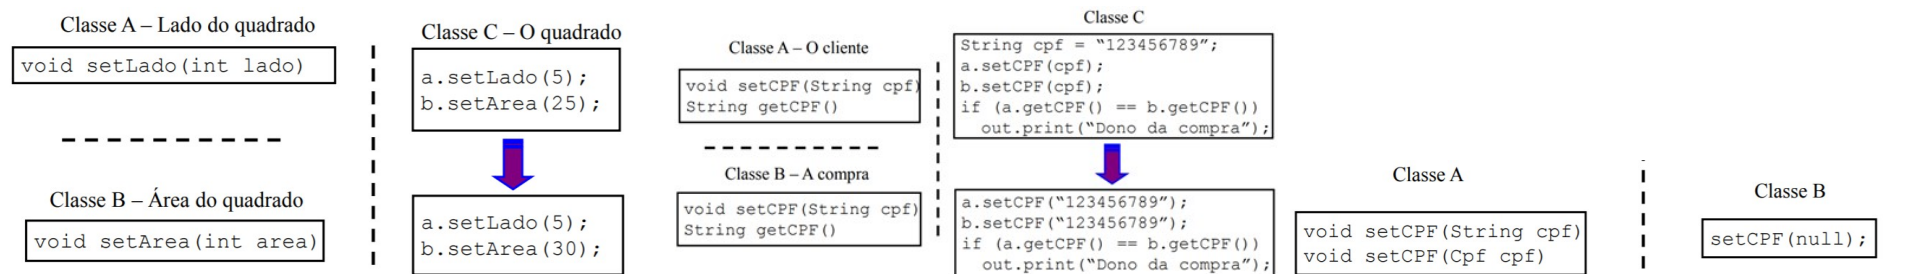 Classe A – Lado do quadrado
void setLado(int lado)
Classe B – Área do quadrado
void setArea(int area)
Classe C – O quadrado
a.setLado(5);
b.setArea(25);
a.setLado(5);
b.setArea(30);
Classe A – O cliente
void setCPF(String cpf)
String getCPF()
Classe B – A compra
void setCPF(String cpf)
String getCPF()
Classe C
String cpf = “123456789”;
a.setCPF(cpf);
b.setCPF(cpf);
if (a.getCPF() == b.getCPF())
out.print(“Dono da compra”);
a.setCPF(“123456789”);
b.setCPF(“123456789”);
if (a.getCPF() == b.getCPF())
out.print(“Dono da compra”);
Classe A
void setCPF(String cpf)
void setCPF(Cpf cpf)
Classe B
setCPF(null);